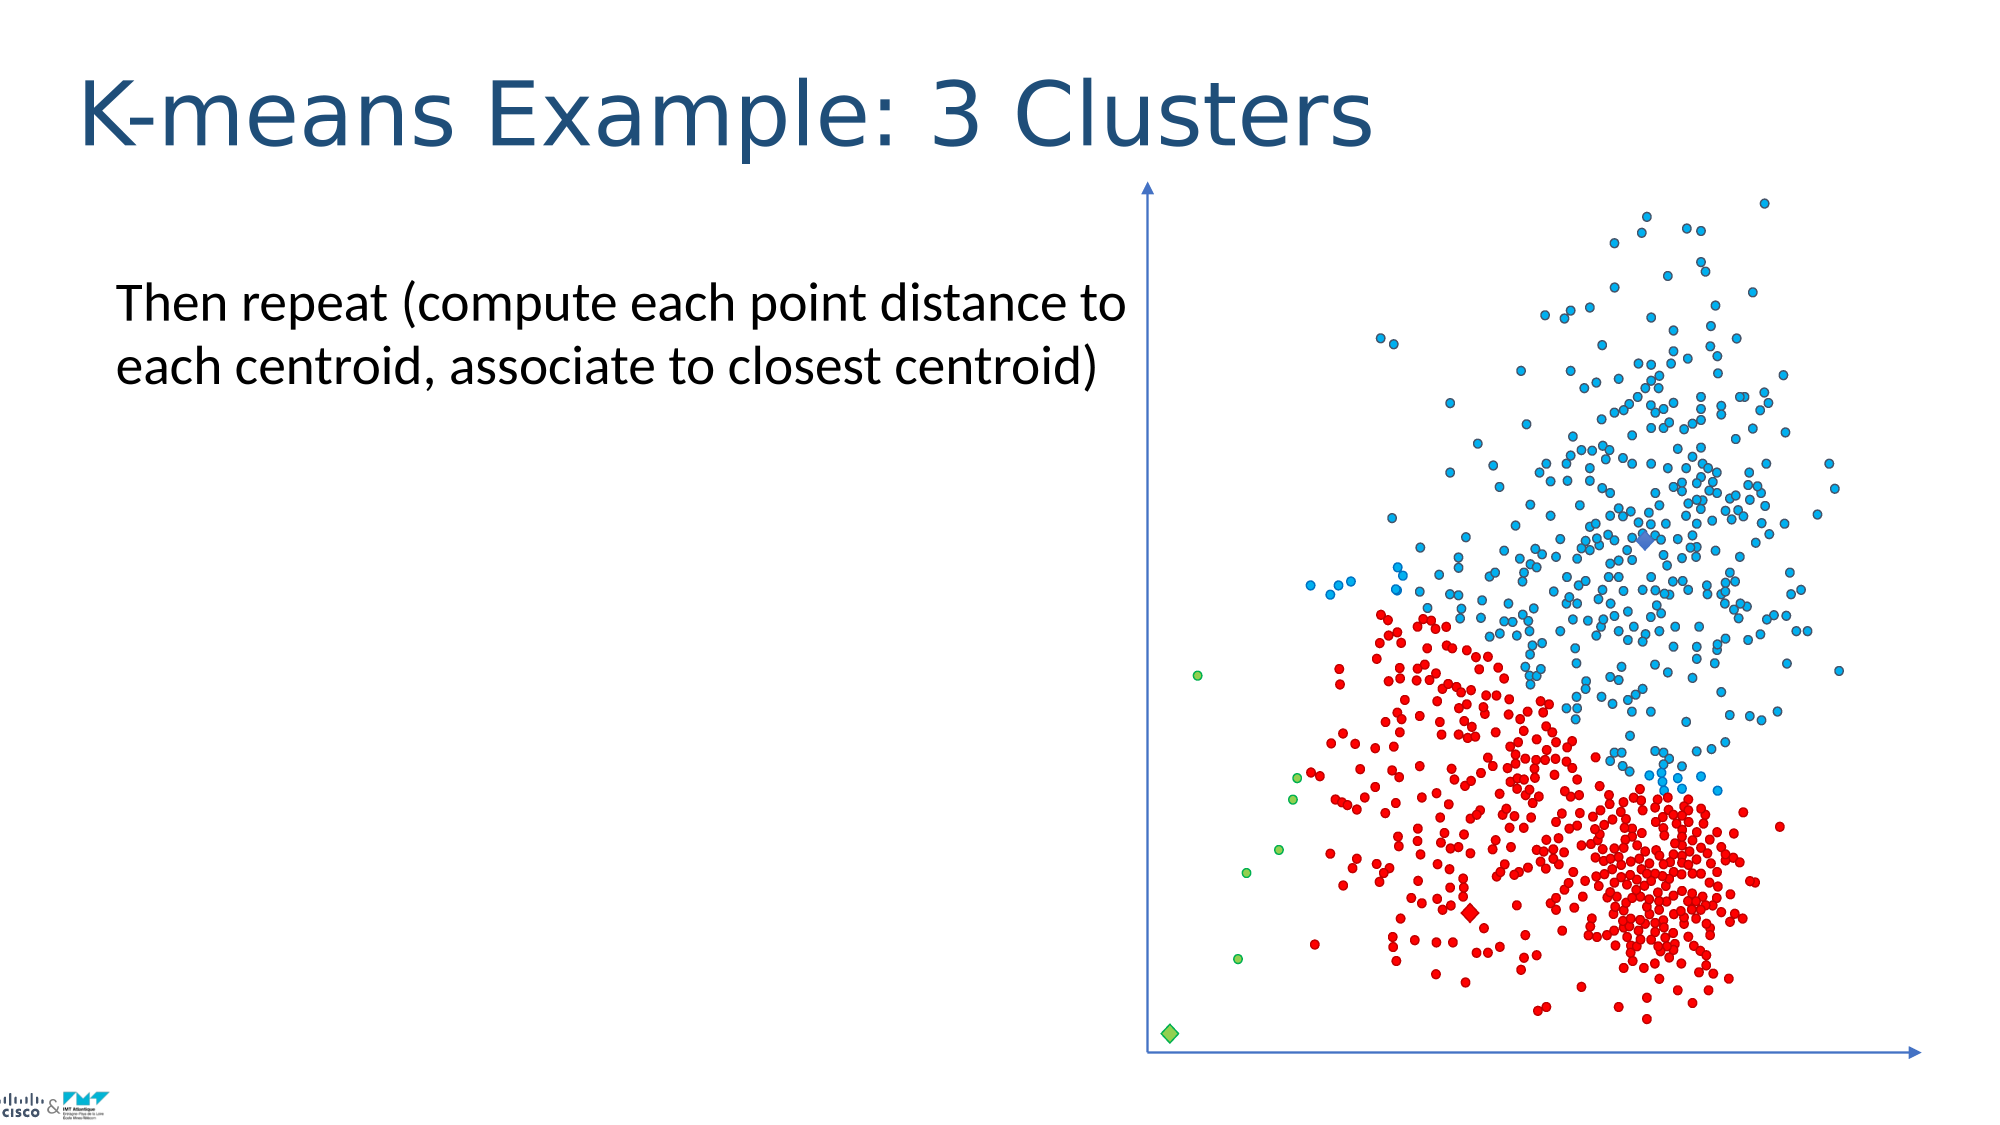 K-means Example: 3 Clusters
Then repeat (compute each point distance to
each centroid, associate to closest centroid)
CISCO & IMT Atlantique